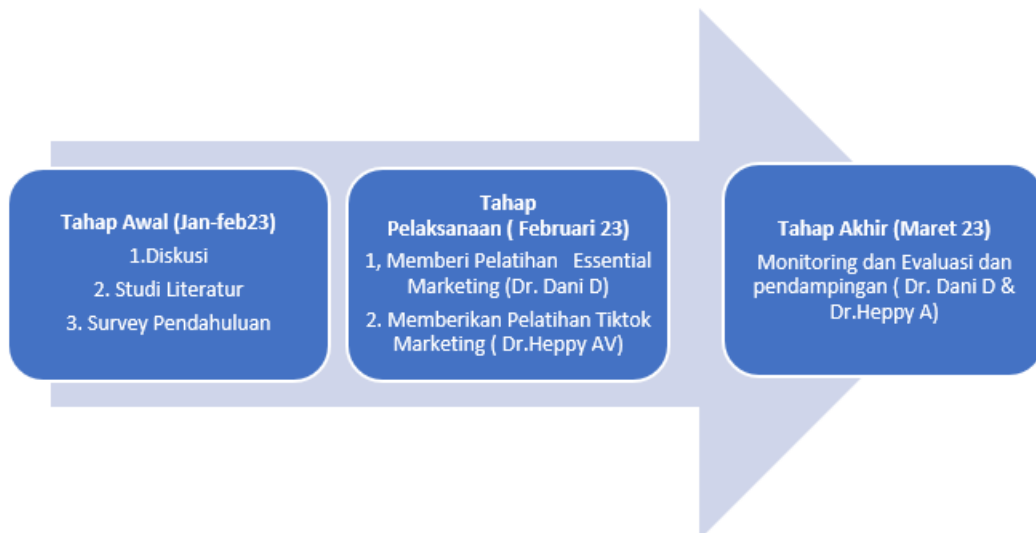 Tahap Awal (Jan-feb23)
1.Diskusi
2. Studi Literatur
3. Survey Pendahuluan
Tahap
Pelaksanaan ( Februari 23)
1, Memberi Pelatihan Essential
Marketing (Dr. Dani D)
2. Memberikan Pelatihan Tiktok
Marketing ( Dr.Heppy AV)
Tahap Akhir (Maret 23)
Monitoring dan Evaluasi dan
pendampingan ( Dr. Dani D &
Dr.Heppy A)